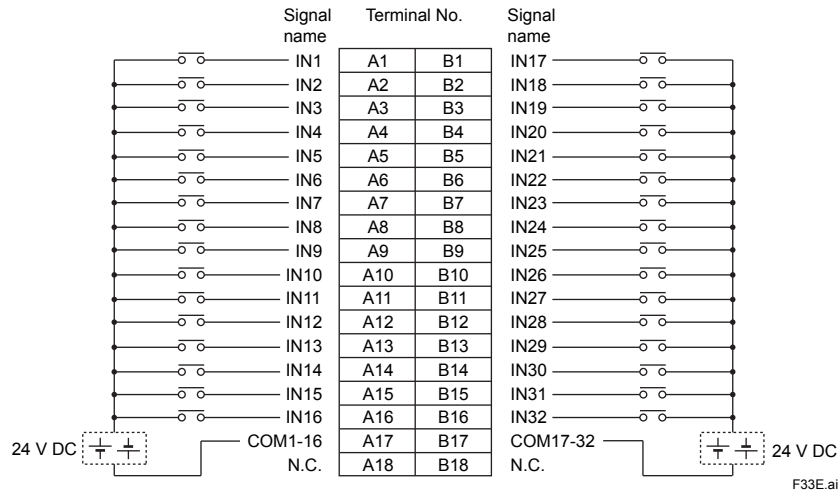 Signal name Terminal No. Signal name
IN1 A1 B1 IN17
IN2 A2 B2 IN18
IN3 A3 B3 IN19
IN4 A4 B4 IN20
IN5 A5 B5 IN21
IN6 A6 B6 IN22
IN7 A7 B7 IN23
IN8 A8 B8 IN24
IN9 A9 B9 IN25
IN10 A10 B10 IN26
IN11 A11 B11 IN27
IN12 A12 B12 IN28
IN13 A13 B13 IN29
IN14 A14 B14 IN30
IN15 A15 B15 IN31
IN16 A16 B16 IN32
24 V DC COM1-16 A17 B17 COM17-32 24 V DC
N.C. A18 B18 N.C.
F33E.ai